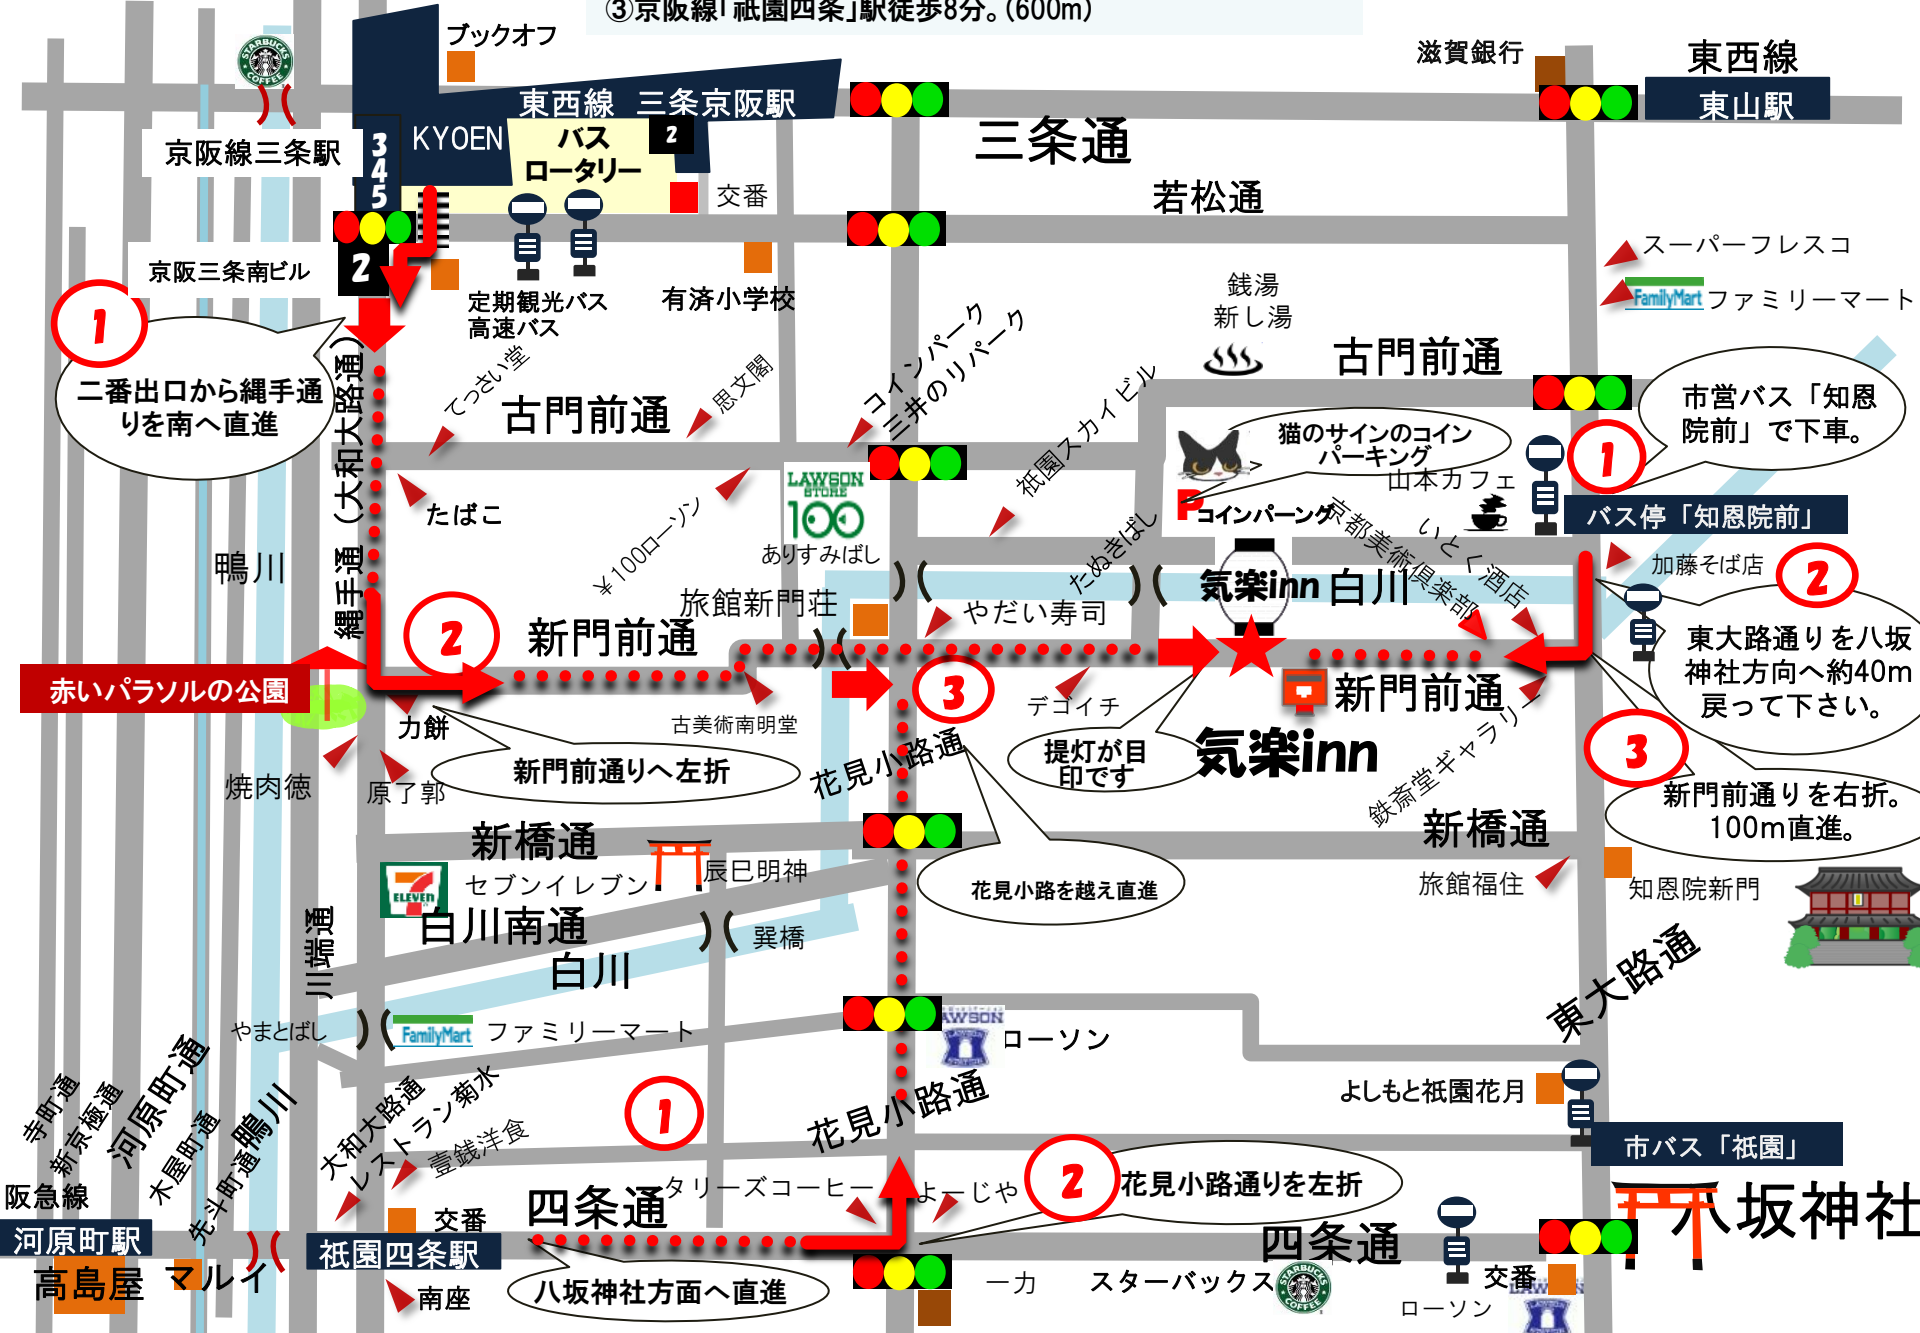 ③京阪線「祇園四条」駅徒歩8分。(600m)
ブックオフ
滋賀銀行
東西線
東山駅
STARBUCKS
COFFEE
東西線 三条京阪駅
KYOEN
バス
ロータリー
2
京阪線三条駅
3
4
5
三条通
交番
若松通
スーパーフレスコ
FamilyMart
ファミリーマート
京阪三条南ビル
2
定期観光バス
高速バス
有済小学校
銭湯
新し湯
1
二番出口から縄手通
りを南へ直進
縄手通(大和大路通)
てっさい堂
古門前通
思文閣
コインパーク
三井のリパーク
祇園スカイビル
古門前通
市営バス「知恩
院前」で下車。
1
猫のサインのコイン
パーキング
山本カフェ
P
コインパーング
バス停「知恩院前」
たばこ
¥100ローソン
LAWSON
STORE
100
ありすみばし
たぬきばし
京都美術倶楽部
いとく酒店
加藤そば店
2
鴨川
旅館新門荘
やだい寿司
気楽inn
白川
東大路通りを八坂
神社方向へ約40m
戻って下さい。
2
新門前通
赤いパラソルの公園
力餅
古美術南明堂
3
デゴイチ
新門前通
気楽inn
鉄斎堂ギャラリー
3
新門前通りを右折。
100m直進。
焼肉徳
原了郭
新門前通りへ左折
花見小路通
提灯が目
印です
新橋通
新橋通
セブンイレブン
ELEVEN
辰巳明神
花見小路を越え直進
旅館福住
知恩院新門
白川南通
巽橋
白川
川端通
東大路通
やまとばし
FamilyMart
ファミリーマート
LAWSON
ローソン
寺町通
新京極通
河原町通
木屋町通
先斗町通
鴨川
大和大路通
レストラン菊水
壹銭洋食
1
花見小路通
よしもと祇園花月
市バス「祇園」
八坂神社
阪急線
河原町駅
高島屋
マルイ
交番
祇園四条駅
南座
四条通
タリーズコーヒー
よーじや
2
花見小路通りを左折
八坂神社方面へ直進
四条通
一力
スターバックス
STARBUCKS
COFFEE
交番
ローソン
LAWSON